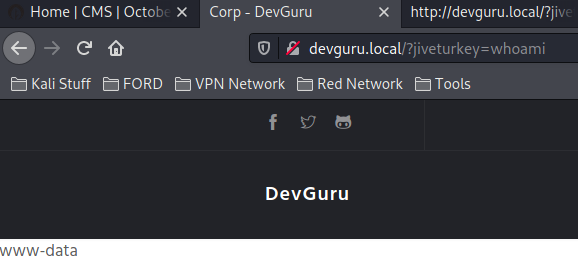 Home | CMS | Octobe
Corp - DevGuru
http://devguru.local/?jive
devguru.local/?jiveturkey=whoami
Kali Stuff
FORD
VPN Network
Red Network
Tools
DevGuru
www-data